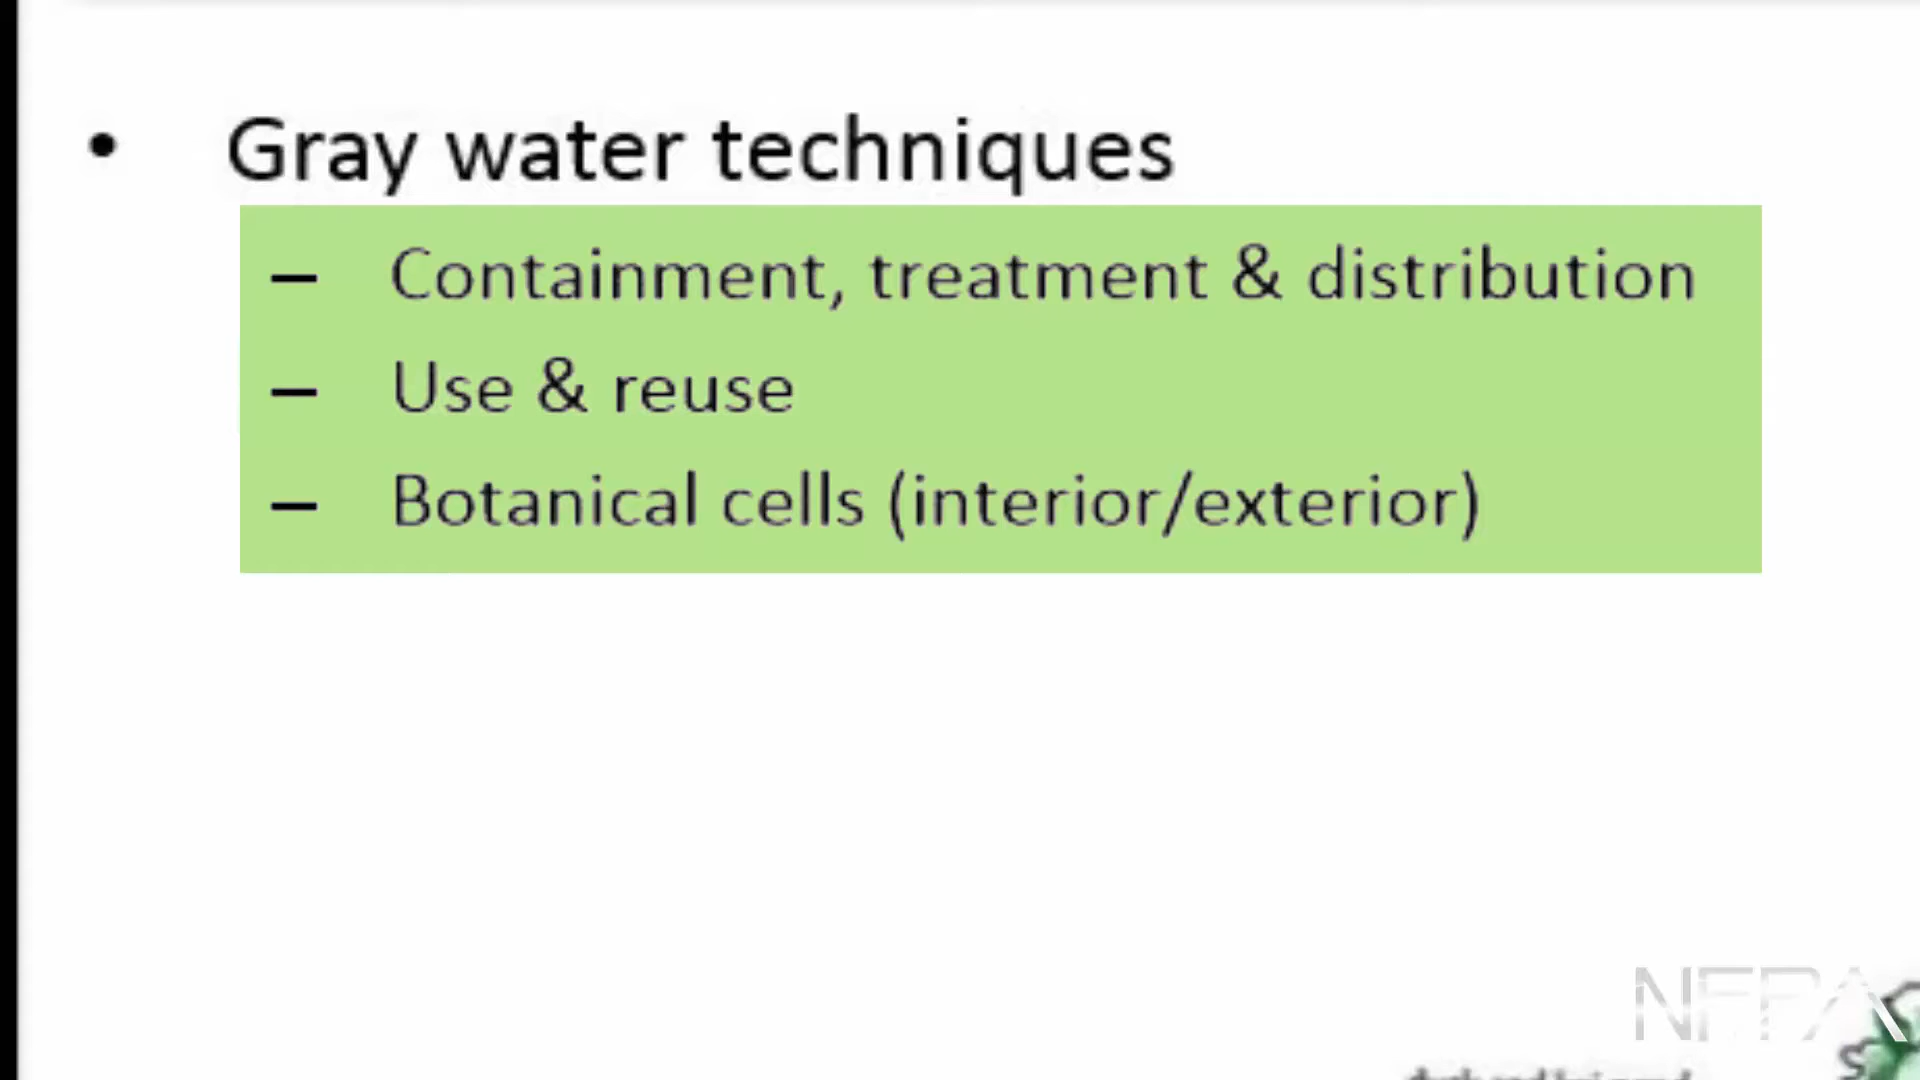 • Gray water techniques
– Containment, treatment & distribution
– Use & reuse
– Botanical cells (interior/exterior)
NFPA